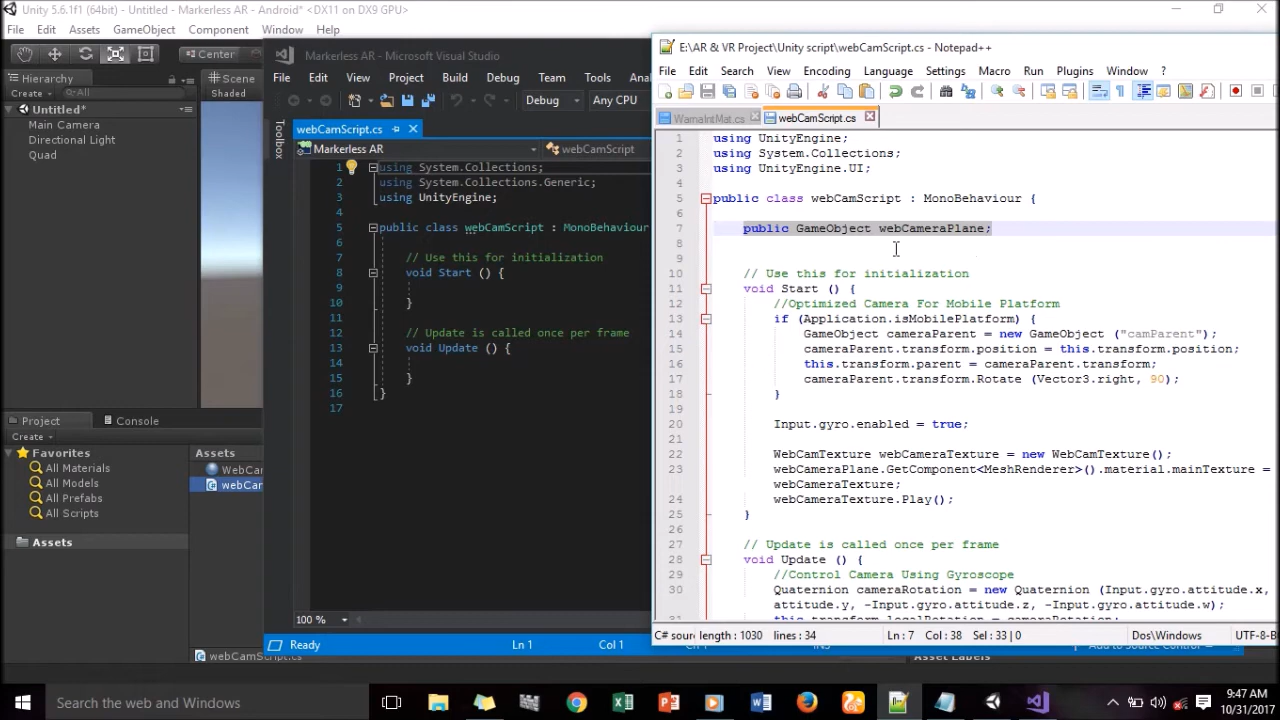 Unity 5.6.1f1 (64bit) - Untitled - Markerless AR - Android* <DX11 on DX9 GPU>
File Edit Assets GameObject Component Window Help
Center
Hierarchy
Create
All
Scene
Shaded
Untitled*
Main Camera
Directional Light
Quad
Project
Console
Create
Favorites
All Materials
All Models
All Prefabs
All Scripts
Assets
Assets
WebCar
webCam
webCamScript.cs
Markerless AR - Microsoft Visual Studio
File Edit View Project Build Debug Team Tools Anal
Debug
Any CPU
Toolbox
webCamScript.cs
Markerless AR
webCamScript
1 using System.Collections;
2 using System.Collections.Generic;
3 using UnityEngine;
4
5 public class webCamScript : MonoBehaviour
6
7 // Use this for initialization
8 void Start () {
9
10 }
11
12 // Update is called once per frame
13 void Update () {
14
15 }
16 }
17
100 %
Ready
Ln 1
Col 1
E:\AR & VR Project\Unity script\webCamScript.cs - Notepad++
File Edit Search View Encoding Language Settings Macro Run Plugins Window ?
WarnaIntMat.cs
webCamScript.cs
1 using UnityEngine;
2 using System.Collections;
3 using UnityEngine.UI;
4
5 public class webCamScript : MonoBehaviour {
6
7 public GameObject webCameraPlane;
8
9
10 // Use this for initialization
11 void Start () {
12 //Optimized Camera For Mobile Platform
13 if (Application.isMobilePlatform) {
14 GameObject cameraParent = new GameObject ("camParent");
15 cameraParent.transform.position = this.transform.position;
16 this.transform.parent = cameraParent.transform;
17 cameraParent.transform.Rotate (Vector3.right, 90);
18 }
19
20 Input.gyro.enabled = true;
21
22 WebCamTexture webCameraTexture = new WebCamTexture();
23 webCameraPlane.GetComponent<MeshRenderer>().material.mainTexture =
webCameraTexture;
24 webCameraTexture.Play();
25 }
27 // Update is called once per frame
28 void Update () {
29 //Control Camera Using Gyroscope
30 Quaternion cameraRotation = new Quaternion (Input.gyro.attitude.x,
attitude.y, -Input.gyro.attitude.z, -Input.gyro.attitude.w);
31 this.transform.localRotation = cameraRotation;
C# sourc length : 1030 lines : 34
Ln : 7 Col : 38 Sel : 33 | 0
Dos\Windows
UTF-8-B
Asset Labels
Add to Source Control
Search the web and Windows
9:47 AM
10/31/2017